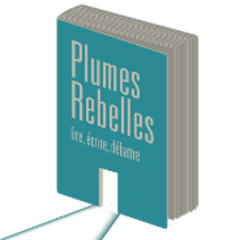 Plumes
Rebelles
lire, écrire, débattre